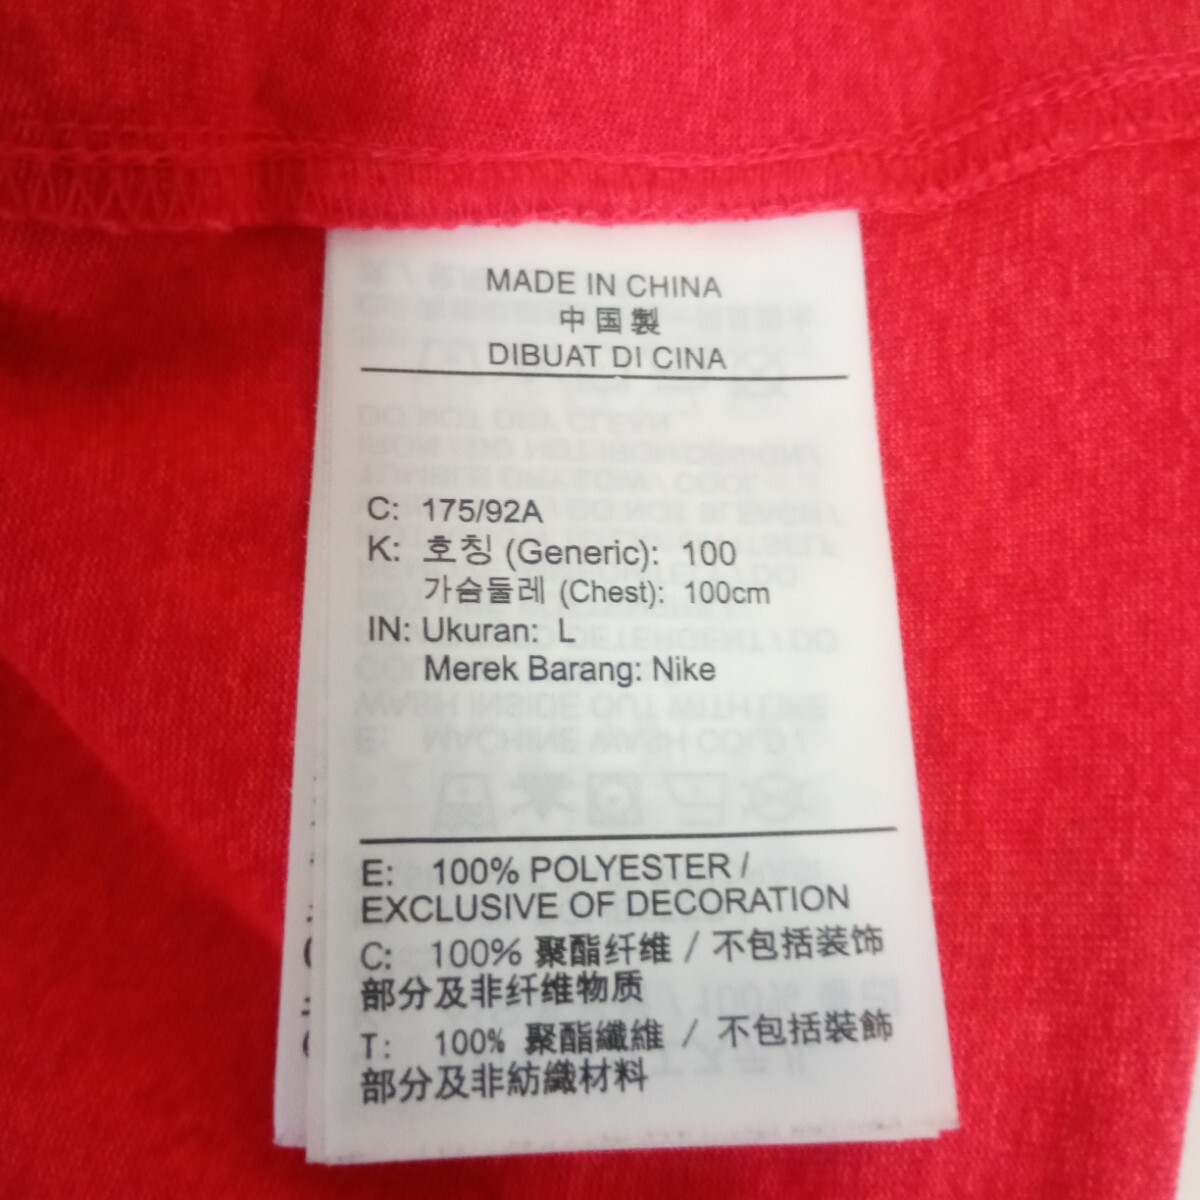 MADE IN CHINA
中国製
DIBUAT DI CINA
C: 175/92A
K: 호칭 (Generic): 100
가슴둘레 (Chest): 100cm
IN: Ukuran: L
Merek Barang: Nike
E: 100% POLYESTER /
EXCLUSIVE OF DECORATION
C: 100% 聚酯纤维 / 不包括装饰
部分及非纤维物质
T: 100% 聚酯纖維 / 不包括裝飾
部分及非紡織材料